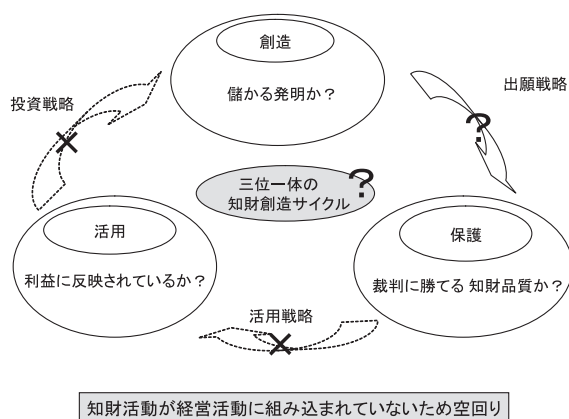 創造
儲かる発明か？
投資戦略
出願戦略
？
三位一体の
知財創造サイクル
？
活用
利益に反映されているか？
保護
裁判に勝てる 知財品質か？
活用戦略
知財活動が経営活動に組み込まれていないため空回り